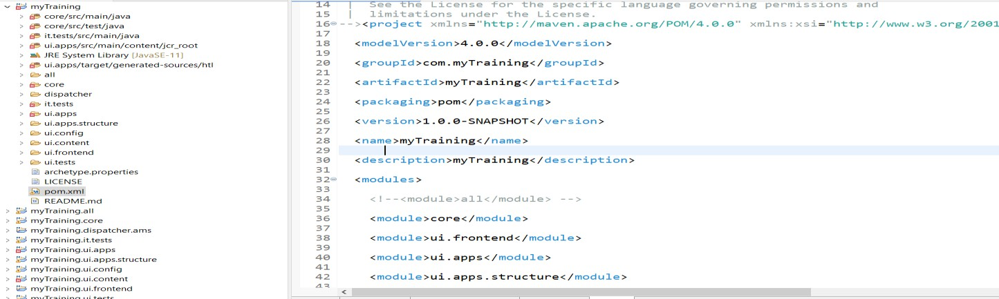 myTraining
core/src/main/java
core/src/test/java
it.tests/src/main/java
ui.apps/src/main/content/jcr_root
JRE System Library [JavaSE-11]
ui.apps/target/generated-sources/htl
all
core
dispatcher
it.tests
ui.apps
ui.apps.structure
ui.config
ui.content
ui.frontend
ui.tests
archetype.properties
LICENSE
pom.xml
README.md
myTraining.all
myTraining.core
myTraining.dispatcher.ams
myTraining.it.tests
myTraining.ui.apps
myTraining.ui.apps.structure
myTraining.ui.config
myTraining.ui.content
myTraining.ui.frontend
myTraining.ui.tests
14 | See the License for the specific language governing permissions and
15 | limitations under the License.
16 --><project xmlns="http://maven.apache.org/POM/4.0.0" xmlns:xsi="http://www.w3.org/2001
17
18 <modelVersion>4.0.0</modelVersion>
19
20 <groupId>com.myTraining</groupId>
21
22 <artifactId>myTraining</artifactId>
23
24 <packaging>pom</packaging>
25
26 <version>1.0.0-SNAPSHOT</version>
27
28 <name>myTraining</name>
29
30 <description>myTraining</description>
31
32 <modules>
33
34 <!--<module>all</module> -->
35
36 <module>core</module>
37
38 <module>ui.frontend</module>
39
40 <module>ui.apps</module>
41
42 <module>ui.apps.structure</module>
43